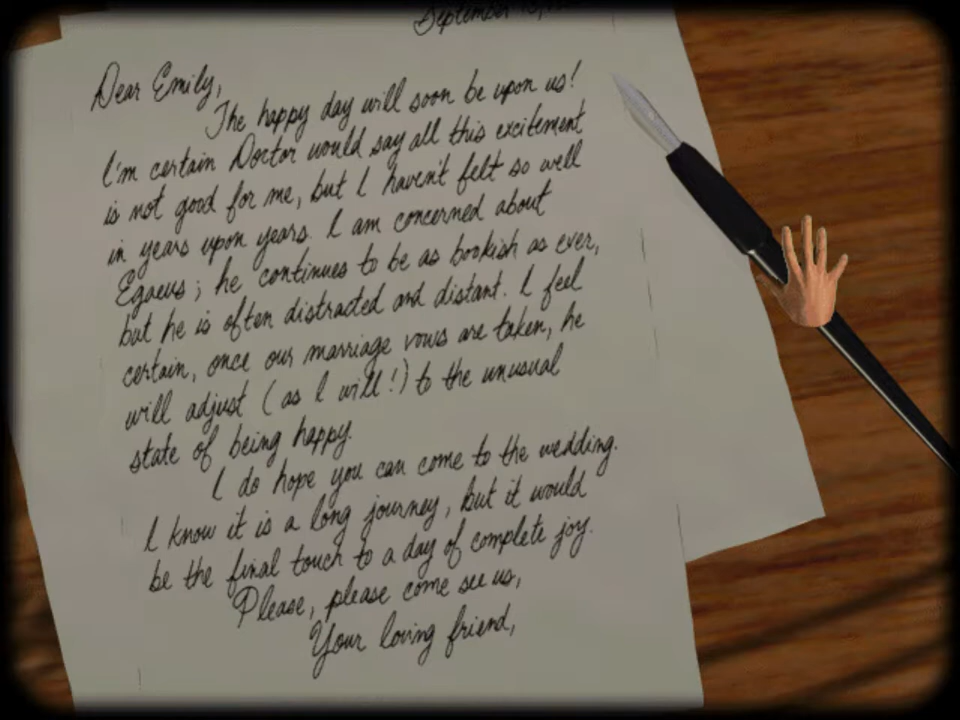 September
Dear Emily,
The happy day will soon be upon us!
I'm certain Doctor would say all this excitement
is not good for me, but I haven't felt so well
in years upon years. I am concerned about
Egaeus; he continues to be as bookish as ever,
but he is often distracted and distant. I feel
certain, once our marriage vows are taken, he
will adjust (as I will!) to the unusual
state of being happy.
I do hope you can come to the wedding.
I know it is a long journey, but it would
be the final touch to a day of complete joy.
Please, please come see us,
Your loving friend,